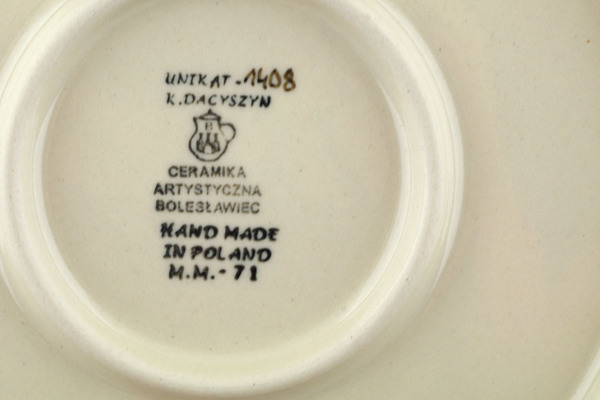 UNIKAT - 1408
K. DACYSZYN
CERAMIKA
ARTYSTYCZNA
BOLESŁAWIEC
HAND MADE
IN POLAND
M.M. - 71